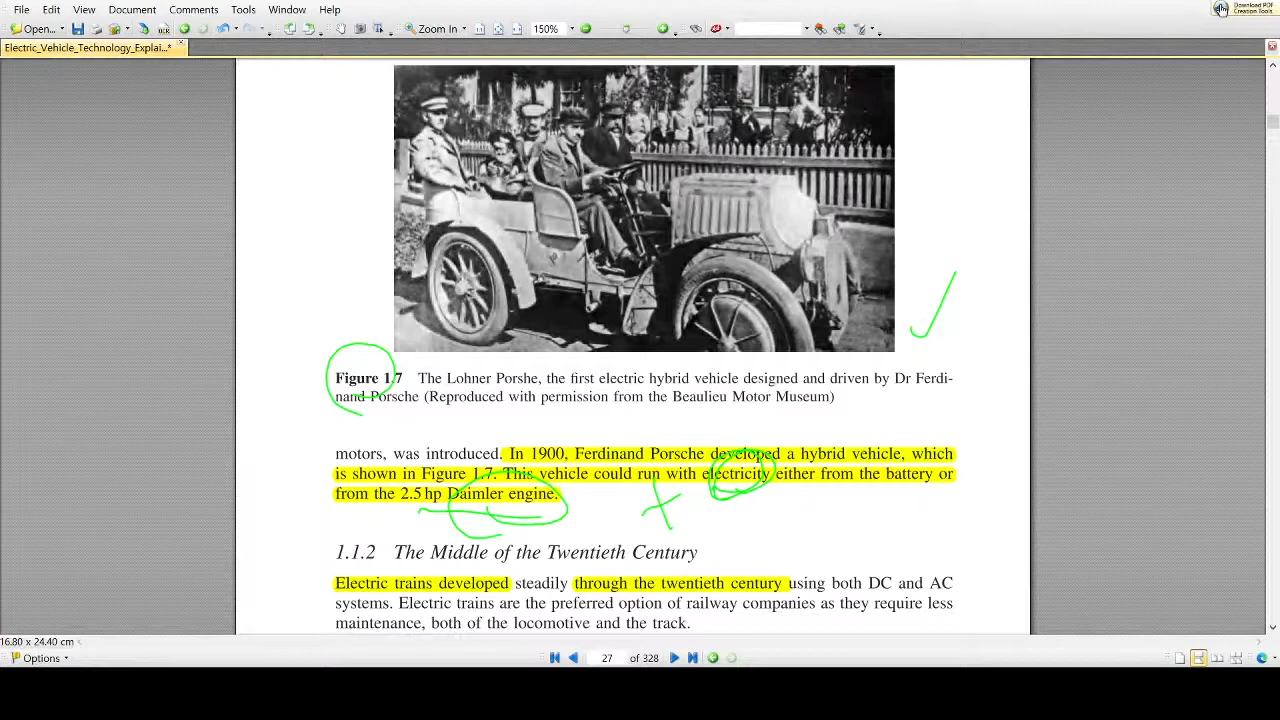 File Edit View Document Comments Tools Window Help
Download PDF
Creation Tools
Open... Zoom In 150%
Electric_Vehicle_Technology_Explai..*
Figure 1.7 The Lohner Porshe, the first electric hybrid vehicle designed and driven by Dr Ferdi-
nand Porsche (Reproduced with permission from the Beaulieu Motor Museum)
motors, was introduced. In 1900, Ferdinand Porsche developed a hybrid vehicle, which
is shown in Figure 1.7. This vehicle could run with electricity either from the battery or
from the 2.5 hp Daimler engine.
1.1.2 The Middle of the Twentieth Century
Electric trains developed steadily through the twentieth century using both DC and AC
systems. Electric trains are the preferred option of railway companies as they require less
maintenance, both of the locomotive and the track.
16.80 x 24.40 cm
Options 27 of 328